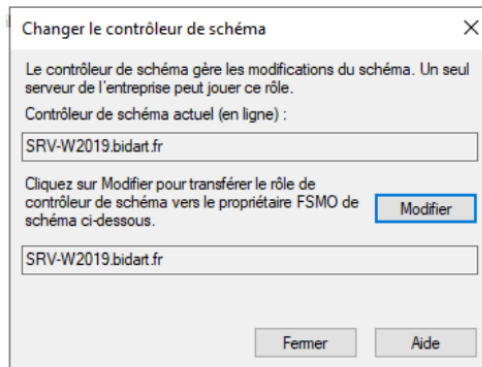 Changer le contrôleur de schéma
Le contrôleur de schéma gère les modifications du schéma. Un seul
serveur de l'entreprise peut jouer ce rôle.
Contrôleur de schéma actuel (en ligne) :
SRV-W2019.bidart.fr
Cliquez sur Modifier pour transférer le rôle de
contrôleur de schéma vers le propriétaire FSMO de
schéma ci-dessous.
Modifier
SRV-W2019.bidart.fr
Fermer
Aide